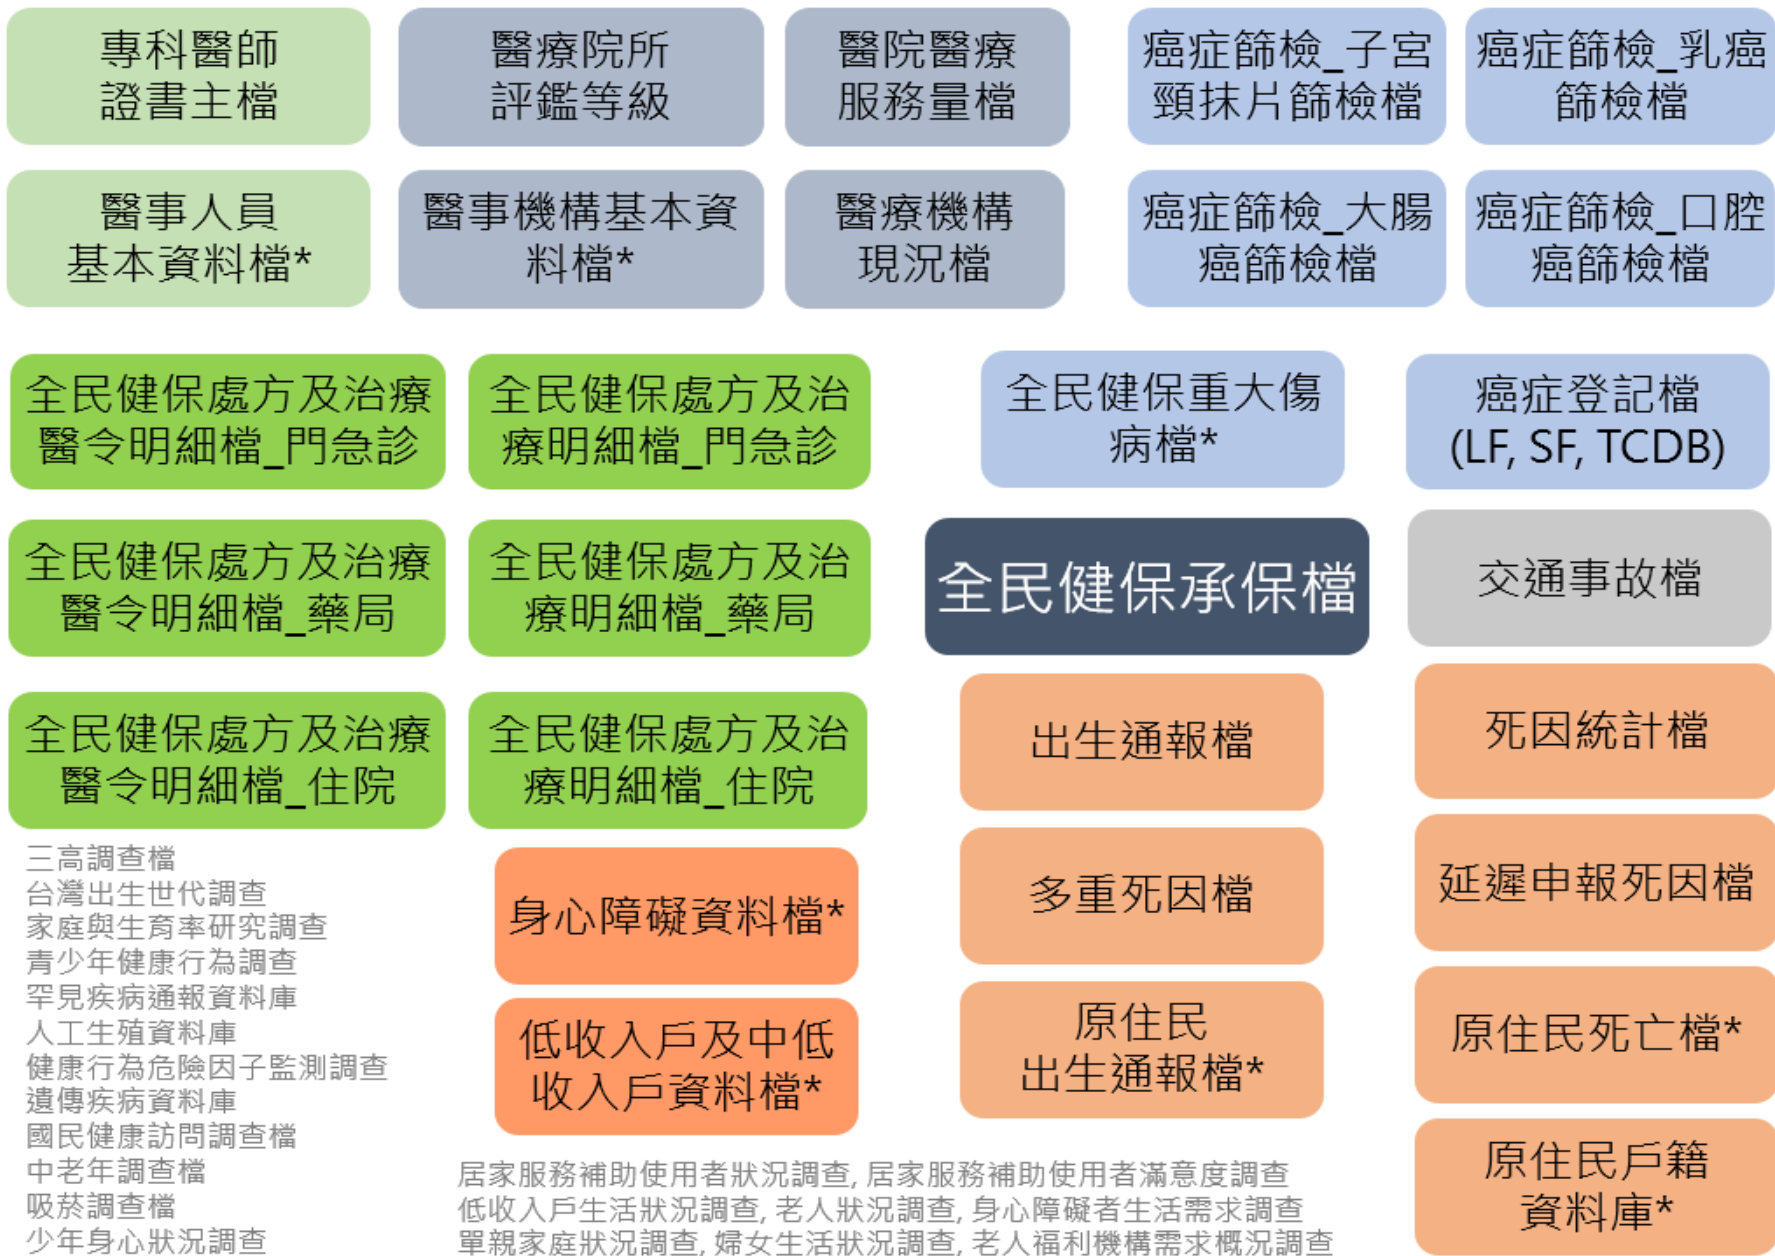 專科醫師
證書主檔
醫療院所
評鑑等級
醫院醫療
服務量檔
癌症篩檢_子宮
頸抹片篩檢檔
癌症篩檢_乳癌
篩檢檔
醫事人員
基本資料檔*
醫事機構基本資
料檔*
醫療機構
現況檔
癌症篩檢_大腸
癌篩檢檔
癌症篩檢_口腔
癌篩檢檔
全民健保處方及治療
醫令明細檔_門急診
全民健保處方及治
療明細檔_門急診
全民健保重大傷
病檔*
癌症登記檔
(LF, SF, TCDB)
全民健保處方及治療
醫令明細檔_藥局
全民健保處方及治
療明細檔_藥局
全民健保承保檔
交通事故檔
全民健保處方及治療
醫令明細檔_住院
全民健保處方及治
療明細檔_住院
出生通報檔
死因統計檔
三高調查檔
台灣出生世代調查
家庭與生育率研究調查
青少年健康行為調查
罕見疾病通報資料庫
人工生殖資料庫
健康行為危險因子監測調查
遺傳疾病資料庫
國民健康訪問調查檔
中老年調查檔
吸菸調查檔
少年身心狀況調查
身心障礙資料檔*
多重死因檔
延遲申報死因檔
低收入戶及中低
收入戶資料檔*
原住民
出生通報檔*
原住民死亡檔*
原住民戶籍
資料庫*
居家服務補助使用者狀況調查, 居家服務補助使用者滿意度調查
低收入戶生活狀況調查, 老人狀況調查, 身心障礙者生活需求調查
單親家庭狀況調查, 婦女生活狀況調查, 老人福利機構需求概況調查